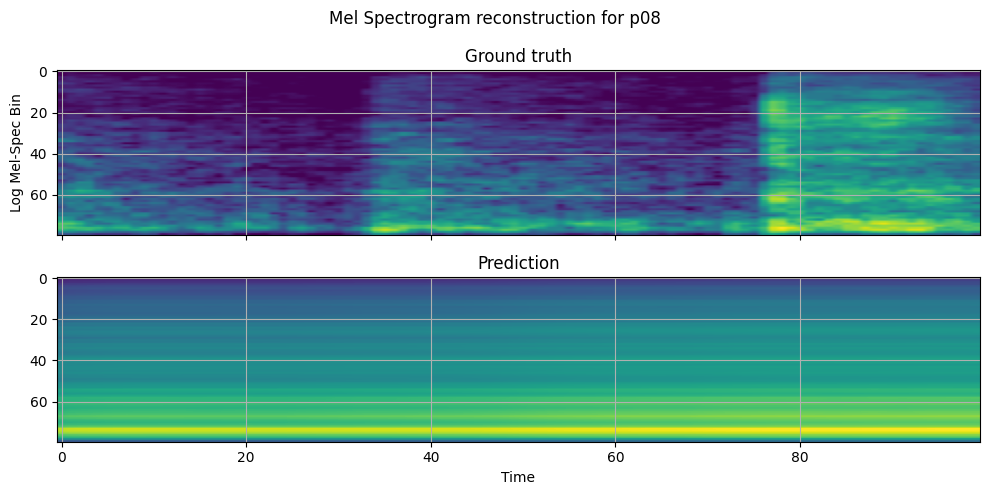 Mel Spectrogram reconstruction for p08
Ground truth
0
20
40
60
Log Mel-Spec Bin
Prediction
0
20
40
60
0 20 40 60 80
Time